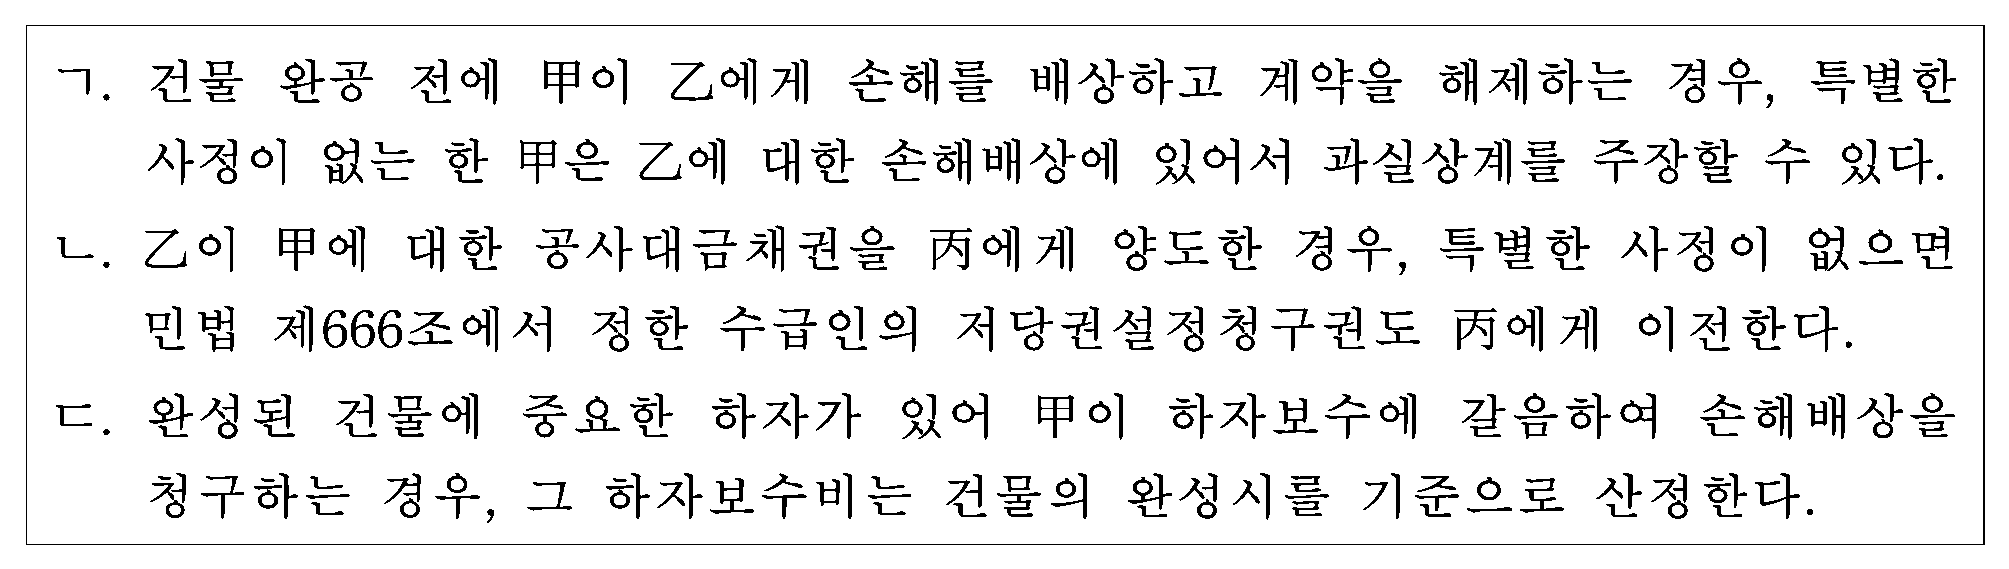 ㄱ. 건물 완공 전에 甲이 乙에게 손해를 배상하고 계약을 해제하는 경우, 특별한
사정이 없는 한 甲은 乙에 대한 손해배상에 있어서 과실상계를 주장할 수 있다.
ㄴ. 乙이 甲에 대한 공사대금채권을 丙에게 양도한 경우, 특별한 사정이 없으면
민법 제666조에서 정한 수급인의 저당권설정청구권도 丙에게 이전한다.
ㄷ. 완성된 건물에 중요한 하자가 있어 甲이 하자보수에 갈음하여 손해배상을
청구하는 경우, 그 하자보수비는 건물의 완성시를 기준으로 산정한다.